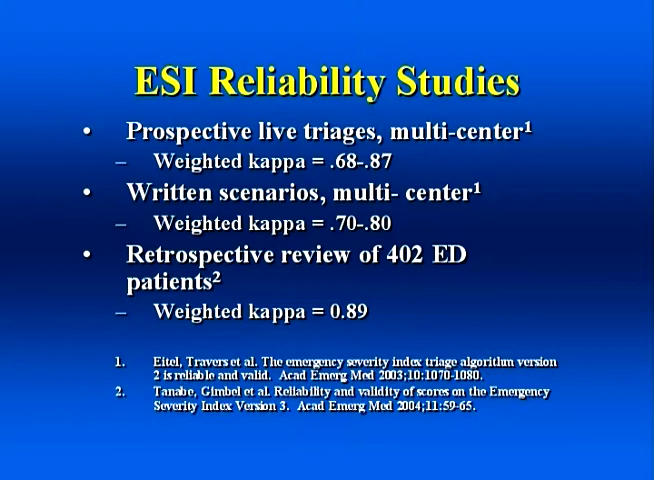 ESI Reliability Studies
• Prospective live triages, multi-center¹
– Weighted kappa = .68-.87
• Written scenarios, multi- center¹
– Weighted kappa = .70-.80
• Retrospective review of 402 ED
patients²
– Weighted kappa = 0.89
1. Eitel, Travers et al. The emergency severity index triage algorithm version
2 is reliable and valid. Acad Emerg Med 2003;10:1070-1080.
2. Tanabe, Gimbel et al. Reliability and validity of scores on the Emergency
Severity Index Version 3. Acad Emerg Med 2004;11:59-65.